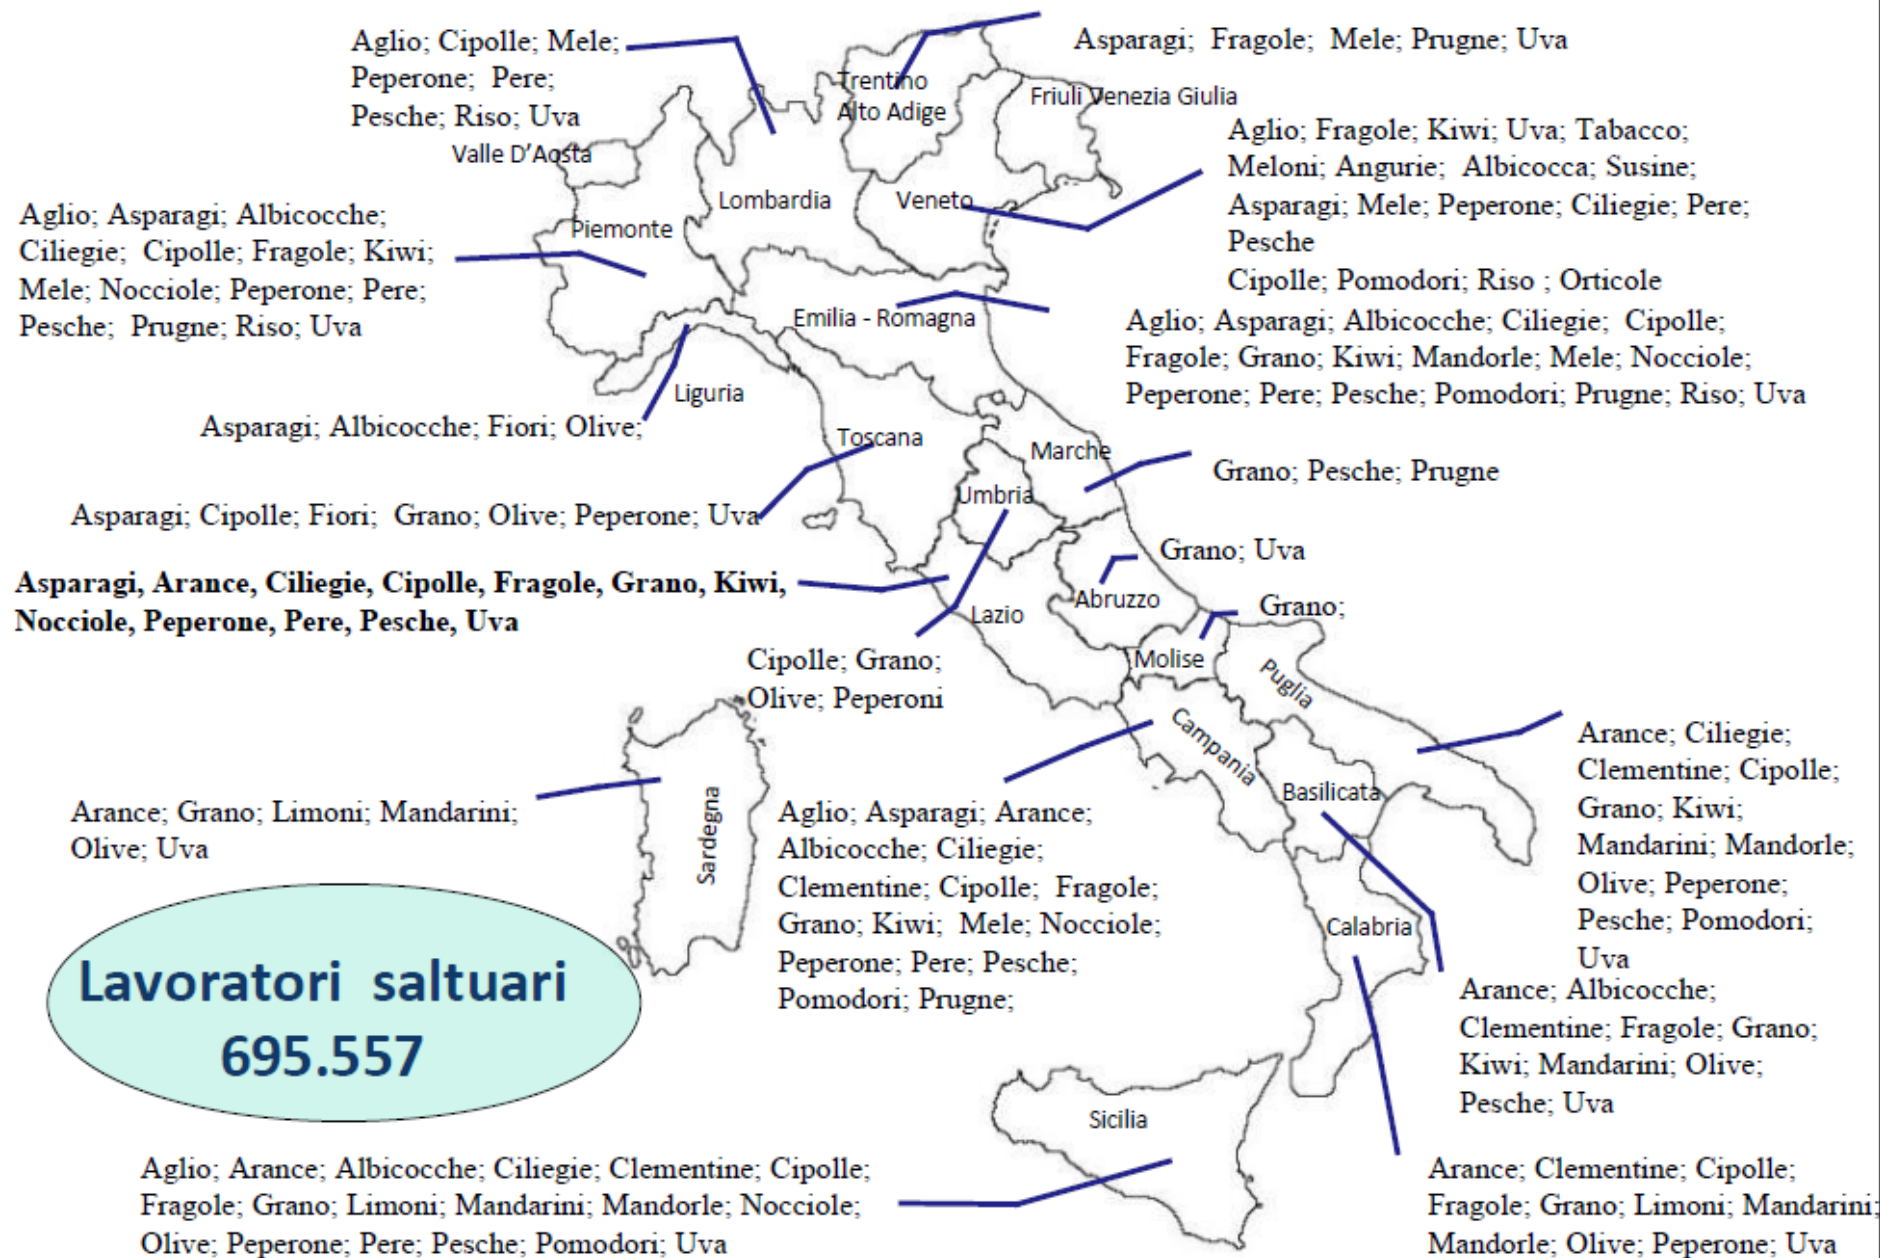 Aglio; Cipolle; Mele;
Peperone; Pere;
Pesche; Riso; Uva
Asparagi; Fragole; Mele; Prugne; Uva
Trentino
Alto Adige
Friuli Venezia Giulia
Aglio; Fragole; Kiwi; Uva; Tabacco;
Meloni; Angurie; Albicocca; Susine;
Asparagi; Mele; Peperone; Ciliegie; Pere;
Pesche
Cipolle; Pomodori; Riso ; Orticole
Valle D'Aosta
Lombardia
Veneto
Piemonte
Aglio; Asparagi; Albicocche;
Ciliegie; Cipolle; Fragole; Kiwi;
Mele; Nocciole; Peperone; Pere;
Pesche; Prugne; Riso; Uva
Emilia - Romagna
Aglio; Asparagi; Albicocche; Ciliegie; Cipolle;
Fragole; Grano; Kiwi; Mandorle; Mele; Nocciole;
Peperone; Pere; Pesche; Pomodori; Prugne; Riso; Uva
Liguria
Asparagi; Albicocche; Fiori; Olive;
Toscana
Marche
Grano; Pesche; Prugne
Umbria
Asparagi; Cipolle; Fiori; Grano; Olive; Peperone; Uva
Grano; Uva
Asparagi, Arance, Ciliegie, Cipolle, Fragole, Grano, Kiwi,
Nocciole, Peperone, Pere, Pesche, Uva
Abruzzo
Lazio
Grano;
Molise
Cipolle; Grano;
Olive; Peperoni
Puglia
Campania
Basilicata
Arance; Ciliegie;
Clementine; Cipolle;
Grano; Kiwi;
Mandarini; Mandorle;
Olive; Peperone;
Pesche; Pomodori;
Uva
Sardegna
Arance; Grano; Limoni; Mandarini;
Olive; Uva
Aglio; Asparagi; Arance;
Albicocche; Ciliegie;
Clementine; Cipolle; Fragole;
Grano; Kiwi; Mele; Nocciole;
Peperone; Pere; Pesche;
Pomodori; Prugne;
Calabria
Lavoratori saltuari
695.557
Arance; Albicocche;
Clementine; Fragole; Grano;
Kiwi; Mandarini; Olive;
Pesche; Uva
Sicilia
Aglio; Arance; Albicocche; Ciliegie; Clementine; Cipolle;
Fragole; Grano; Limoni; Mandarini; Mandorle; Nocciole;
Olive; Peperone; Pere; Pesche; Pomodori; Uva
Arance; Clementine; Cipolle;
Fragole; Grano; Limoni; Mandarini;
Mandorle; Olive; Peperone; Uva